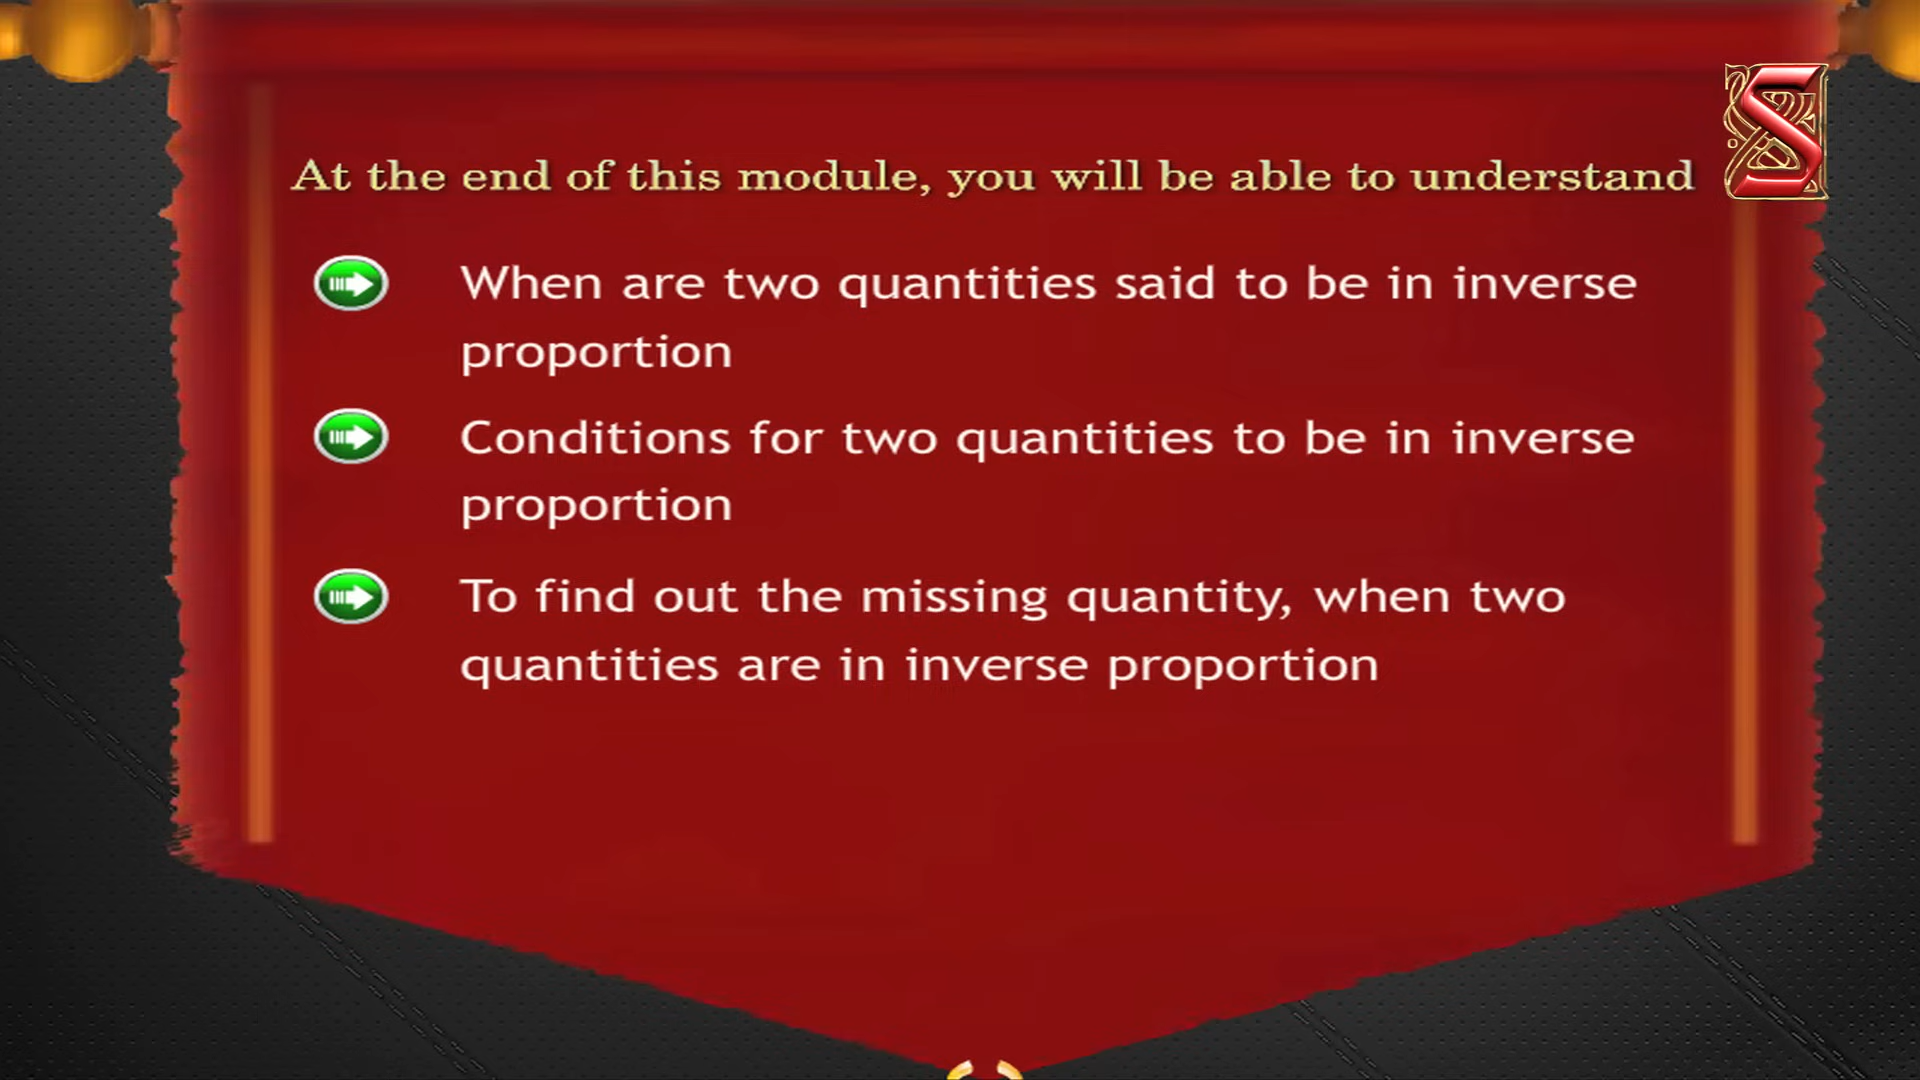 At the end of this module, you will be able to understand
When are two quantities said to be in inverse
proportion
Conditions for two quantities to be in inverse
proportion
To find out the missing quantity, when two
quantities are in inverse proportion
S